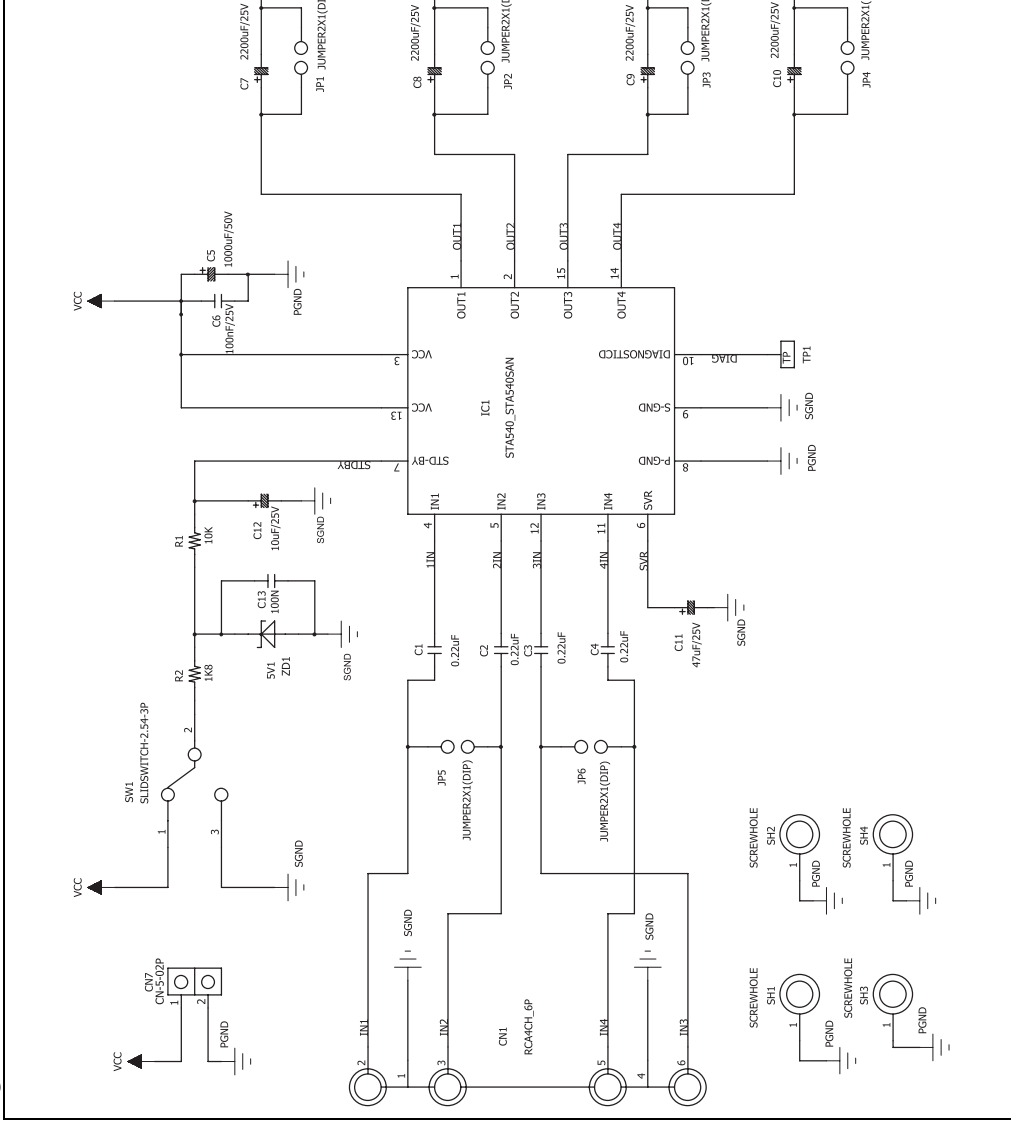 C7
2200uF/25V
JP1
JUMPER2X1(DI
C8
2200uF/25V
JP2
JUMPER2X1(D
C9
2200uF/25V
JP3
JUMPER2X1(
C10
2200uF/25V
JP4
JUMPER2X1(
VCC
C5
1000uF/50V
C6
100nF/25V
PGND
OUT1
OUT2
OUT3
OUT4
1
2
15
14
OUT1
OUT2
OUT3
OUT4
3
VCC
13
VCC
STDBY
7
STD-BY
IC1
STA540_STA540SAN
DIAGNOSTICD
10
DIAG
TP
TP1
S-GND
9
SGND
P-GND
8
PGND
IN1
IN2
IN3
IN4
SVR
4
5
12
11
6
1IN
2IN
3IN
4IN
SVR
R1
10K
C12
10uF/25V
SGND
C13
100N
5V1
ZD1
SGND
R2
1K8
C1
0.22uF
C2
0.22uF
C3
0.22uF
C4
0.22uF
C11
47uF/25V
SGND
SW1
SLIDSWITCH-2.54-3P
2
1
3
VCC
SGND
JP5
JUMPER2X1(DIP)
JP6
JUMPER2X1(DIP)
CN7
CN-5-02P
1
2
VCC
PGND
SGND
SGND
IN1
IN2
IN4
IN3
CN1
RCA4CH_6P
2
1
3
5
4
6
SCREWHOLE
SH2
1
PGND
SCREWHOLE
SH4
1
PGND
SCREWHOLE
SH1
1
PGND
SCREWHOLE
SH3
1
PGND